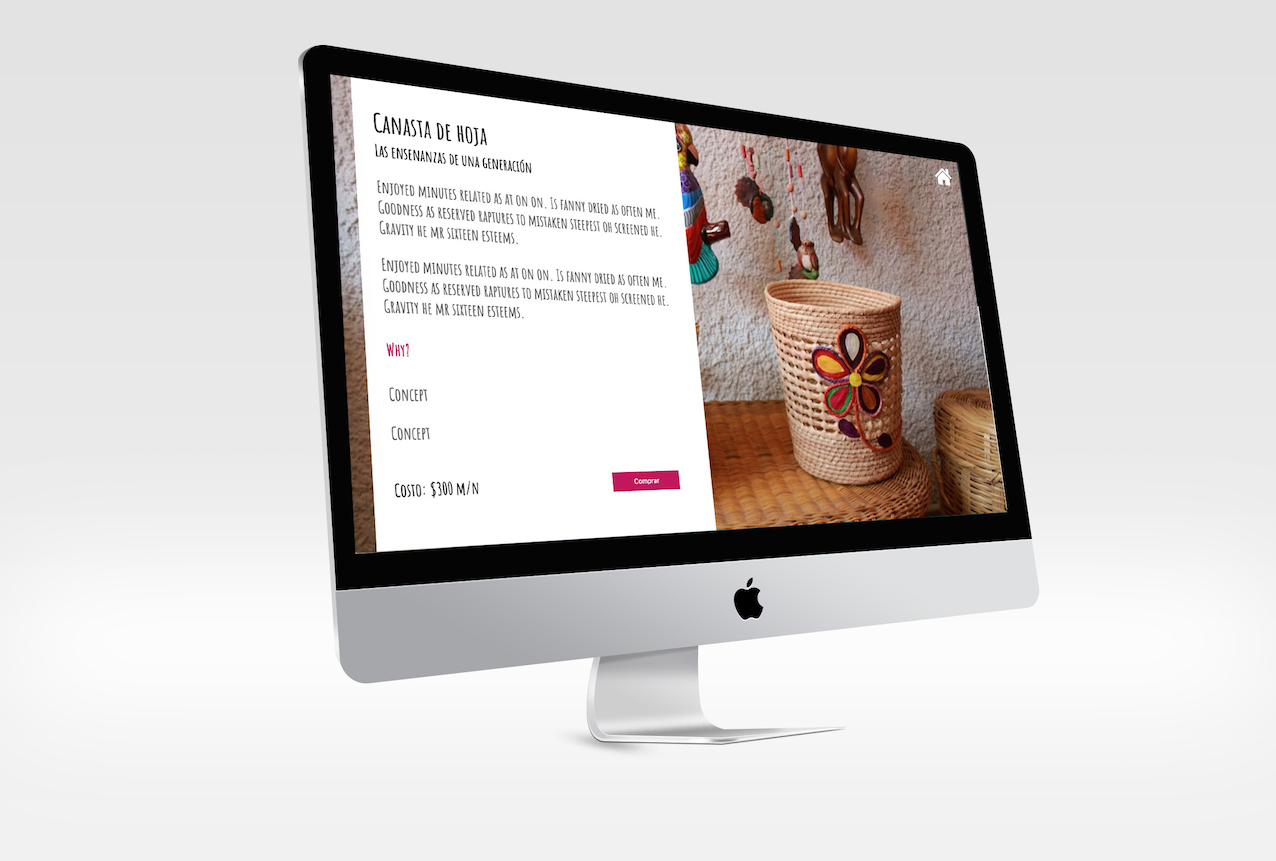 Canasta de hoja
Las ensenanzas de una generación
Enjoyed minutes related as at on on. Is fanny dried as often me.
Goodness as reserved raptures to mistaken steepest oh screened he.
Gravity he mr sixteen esteems.
Enjoyed minutes related as at on on. Is fanny dried as often me.
Goodness as reserved raptures to mistaken steepest oh screened he.
Gravity he mr sixteen esteems.
Why?
Concept
Concept
Costo: $300 m/n
Comprar